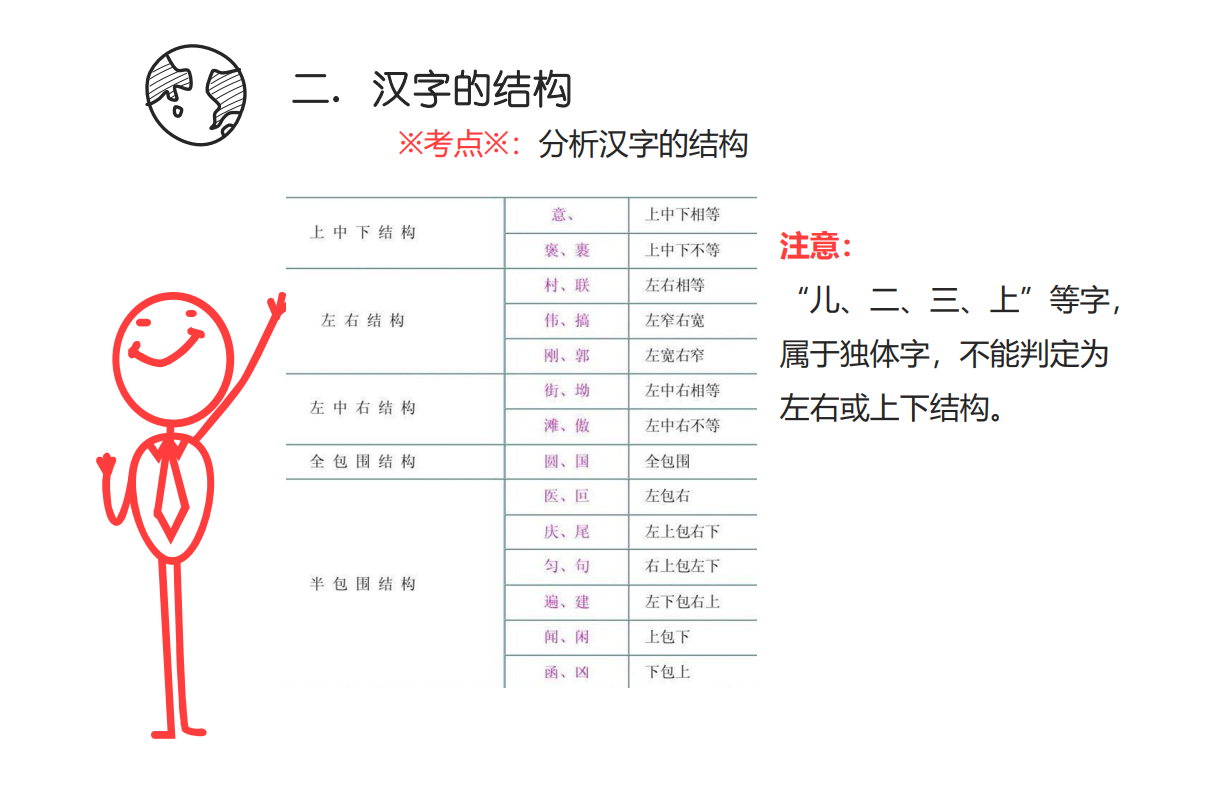 二. 汉字的结构
※考点※：分析汉字的结构
上中下结构
意、 上中下相等
褒、裹 上中下不等
左右结构
村、联 左右相等
伟、搞 左窄右宽
刚、郭 左宽右窄
左中右结构
街、坳 左中右相等
滩、傲 左中右不等
全包围结构
圆、国 全包围
半包围结构
医、叵 左包右
庆、尾 左上包右下
匀、句 右上包左下
遍、建 左下包右上
闻、闲 上包下
函、凶 下包上
注意：
“儿、二、三、上”等字，
属于独体字，不能判定为
左右或上下结构。